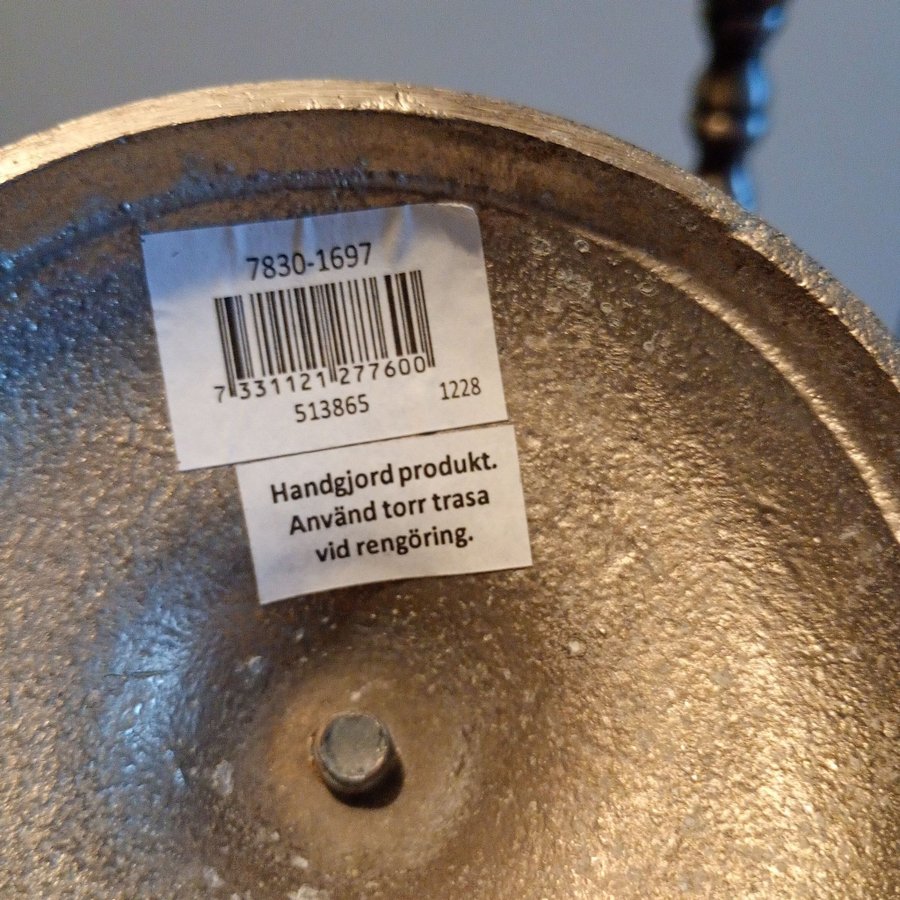 7830-1697
7 331121 277600
513865 1228
Handgjord produkt.
Använd torr trasa
vid rengöring.